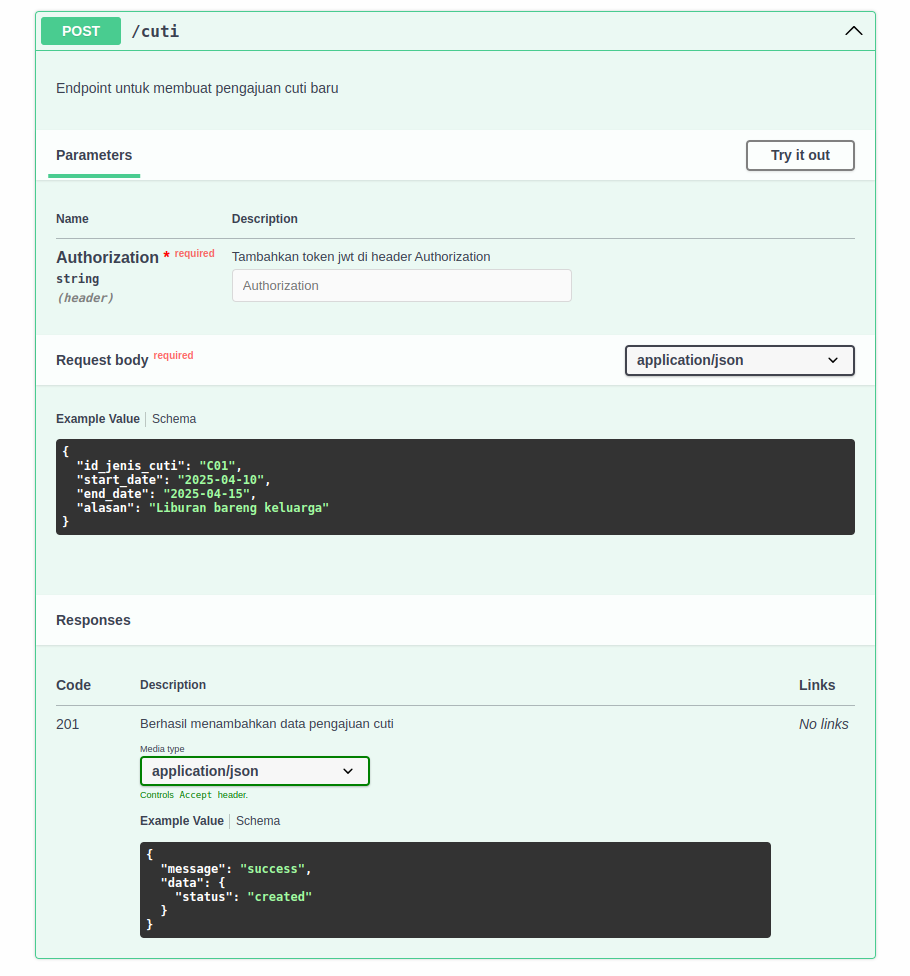 POST /cuti
Endpoint untuk membuat pengajuan cuti baru
Parameters Try it out
Name Description
Authorization * required Tambahkan token jwt di header Authorization
string
(header)
Authorization
Request body required application/json
Example Value Schema
{
  "id_jenis_cuti": "C01",
  "start_date": "2025-04-10",
  "end_date": "2025-04-15",
  "alasan": "Liburan bareng keluarga"
}
Responses
Code Description Links
201 Berhasil menambahkan data pengajuan cuti No links
Media type
application/json
Controls Accept header.
Example Value Schema
{
  "message": "success",
  "data": {
    "status": "created"
  }
}